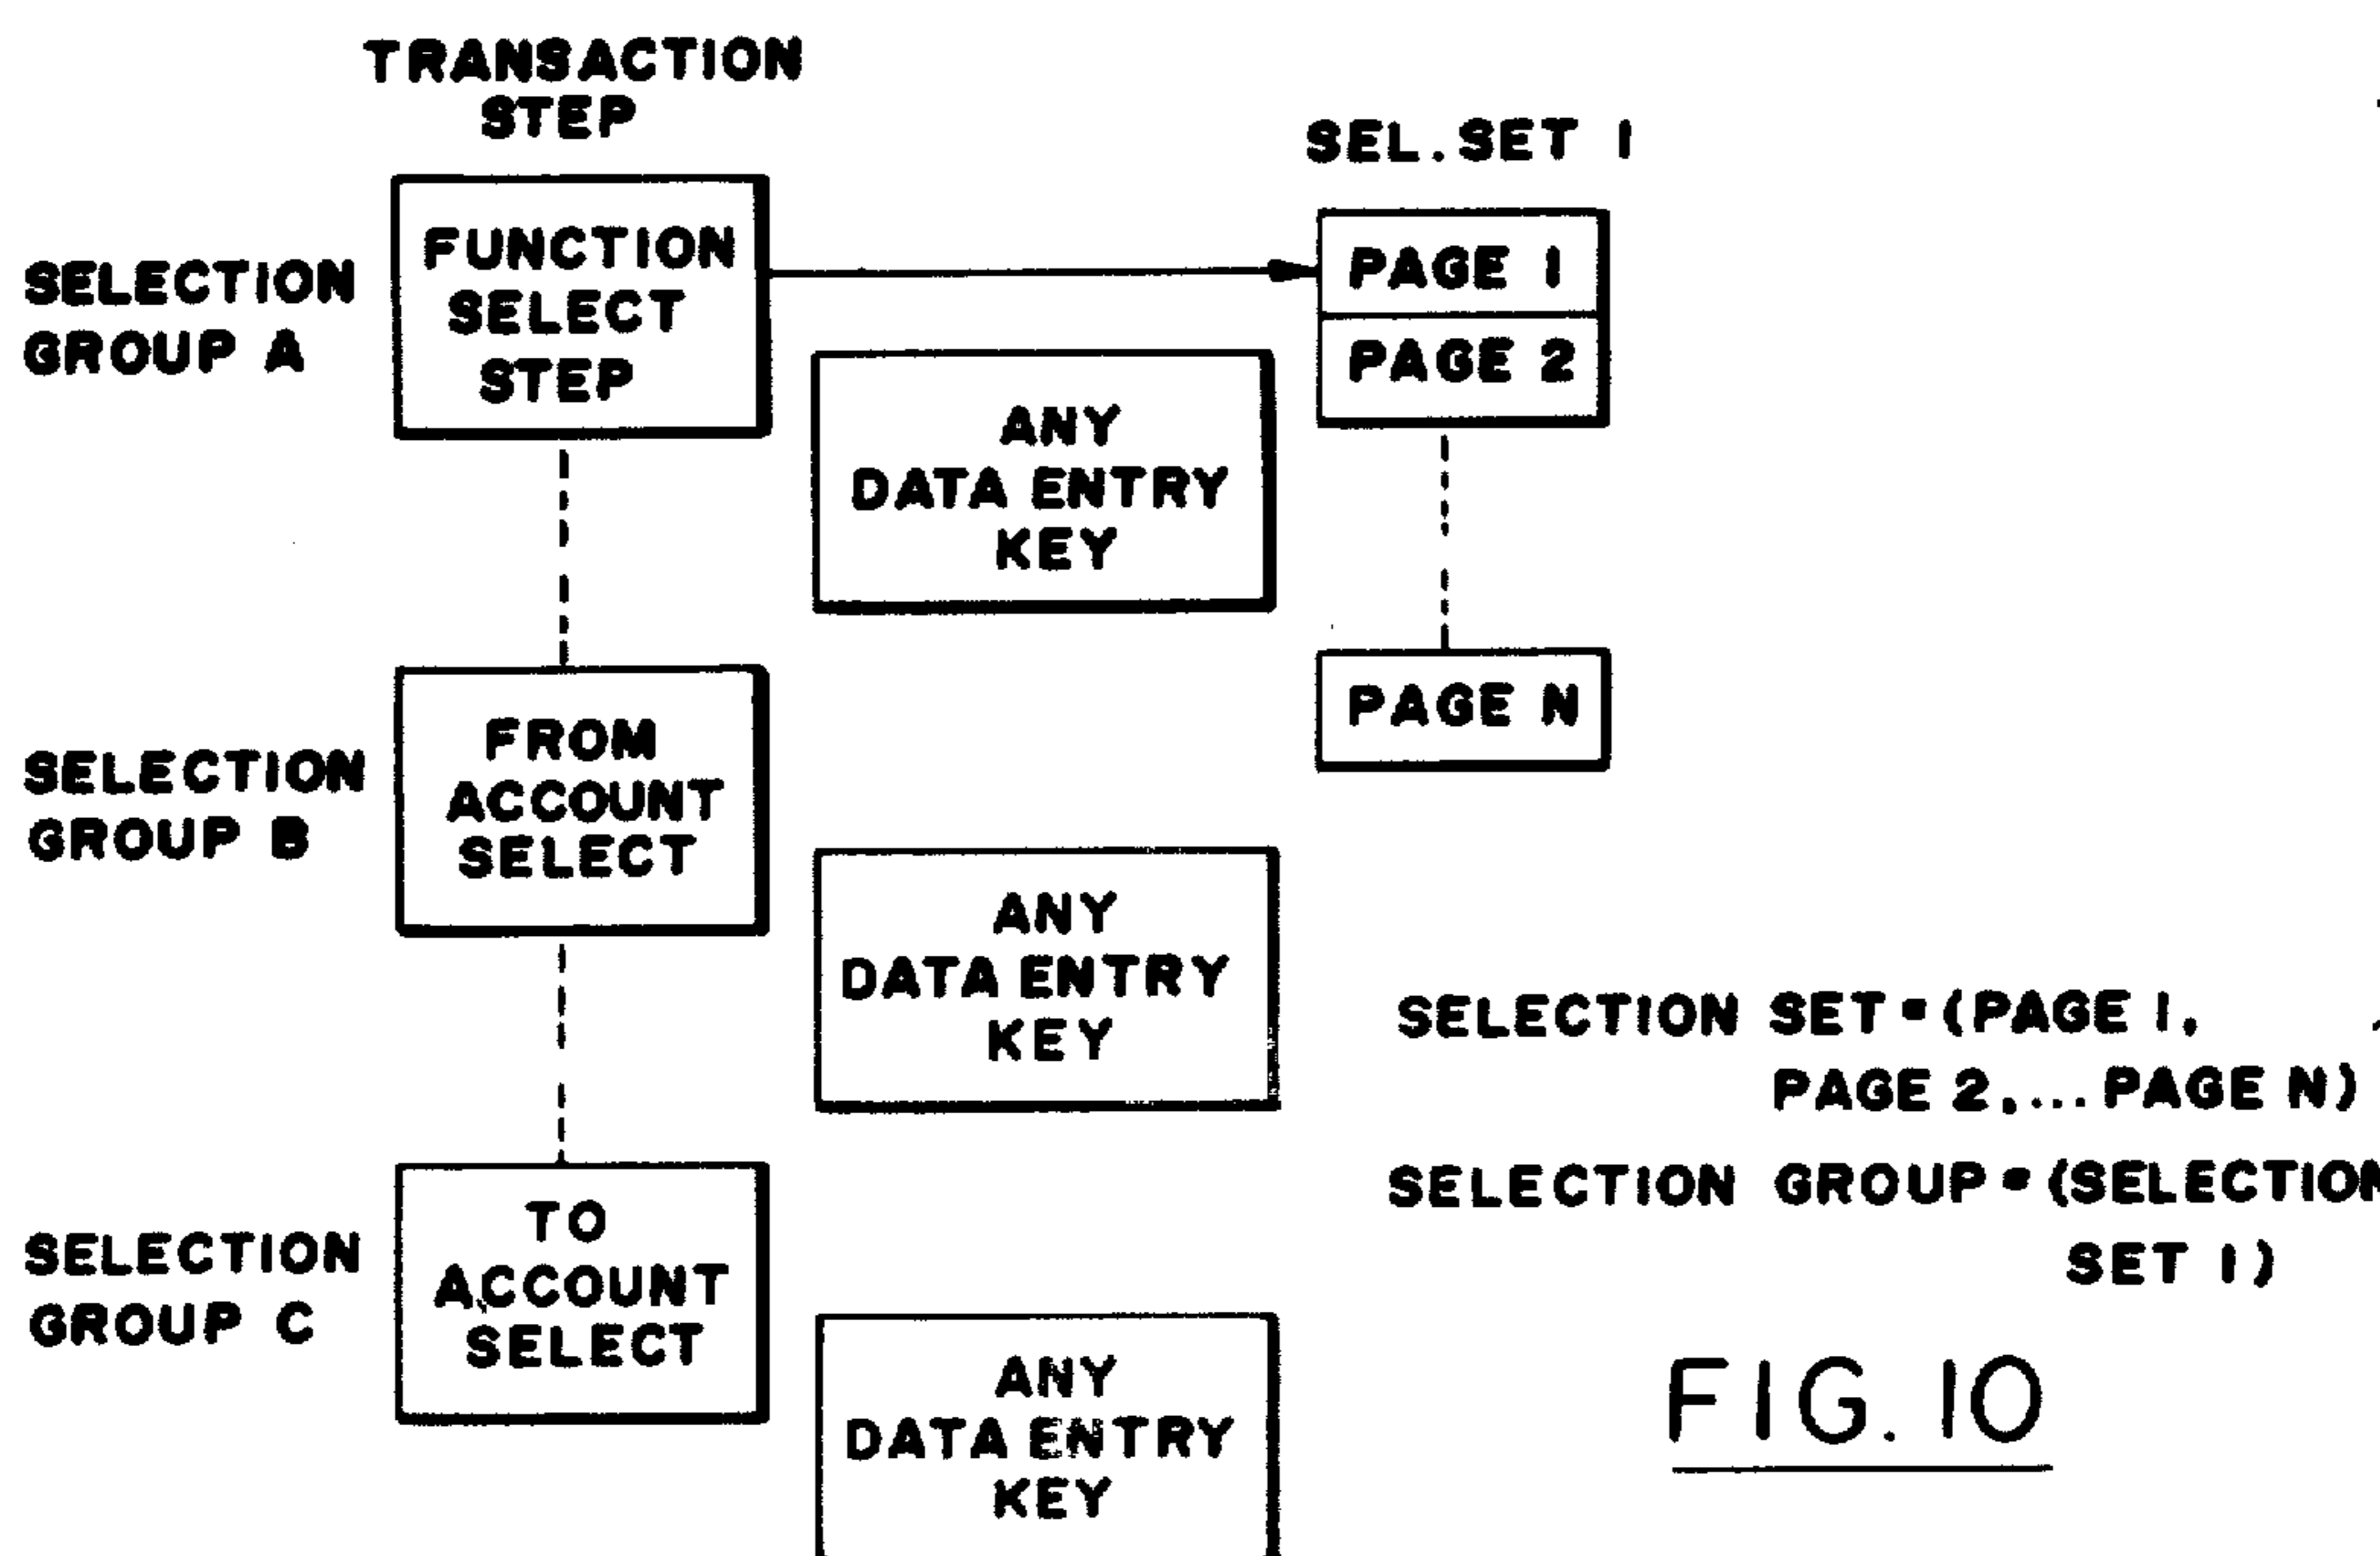 TRANSACTION
STEP
SEL. SET 1
SELECTION
GROUP A
FUNCTION
SELECT
STEP
PAGE 1
PAGE 2
ANY
DATA ENTRY
KEY
PAGE N
SELECTION
GROUP B
FROM
ACCOUNT
SELECT
ANY
DATA ENTRY
KEY
SELECTION SET = (PAGE 1,
PAGE 2,... PAGE N)
SELECTION GROUP = (SELECTION
SET 1)
SELECTION
GROUP C
TO
ACCOUNT
SELECT
ANY
DATA ENTRY
KEY
FIG. 10